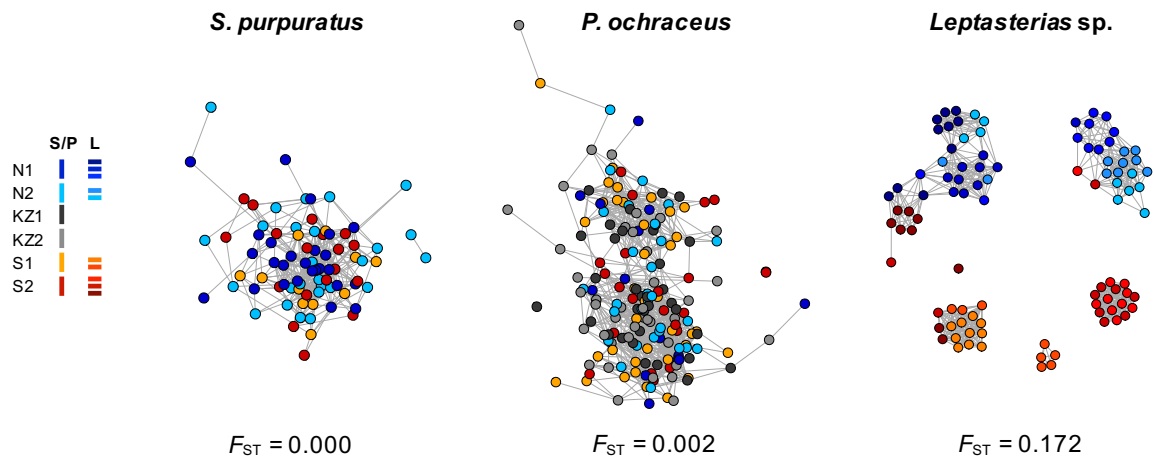 S. purpuratus
P. ochraceus
Leptasterias sp.
S/P L
N1
N2
KZ1
KZ2
S1
S2
FST = 0.000
FST = 0.002
FST = 0.172